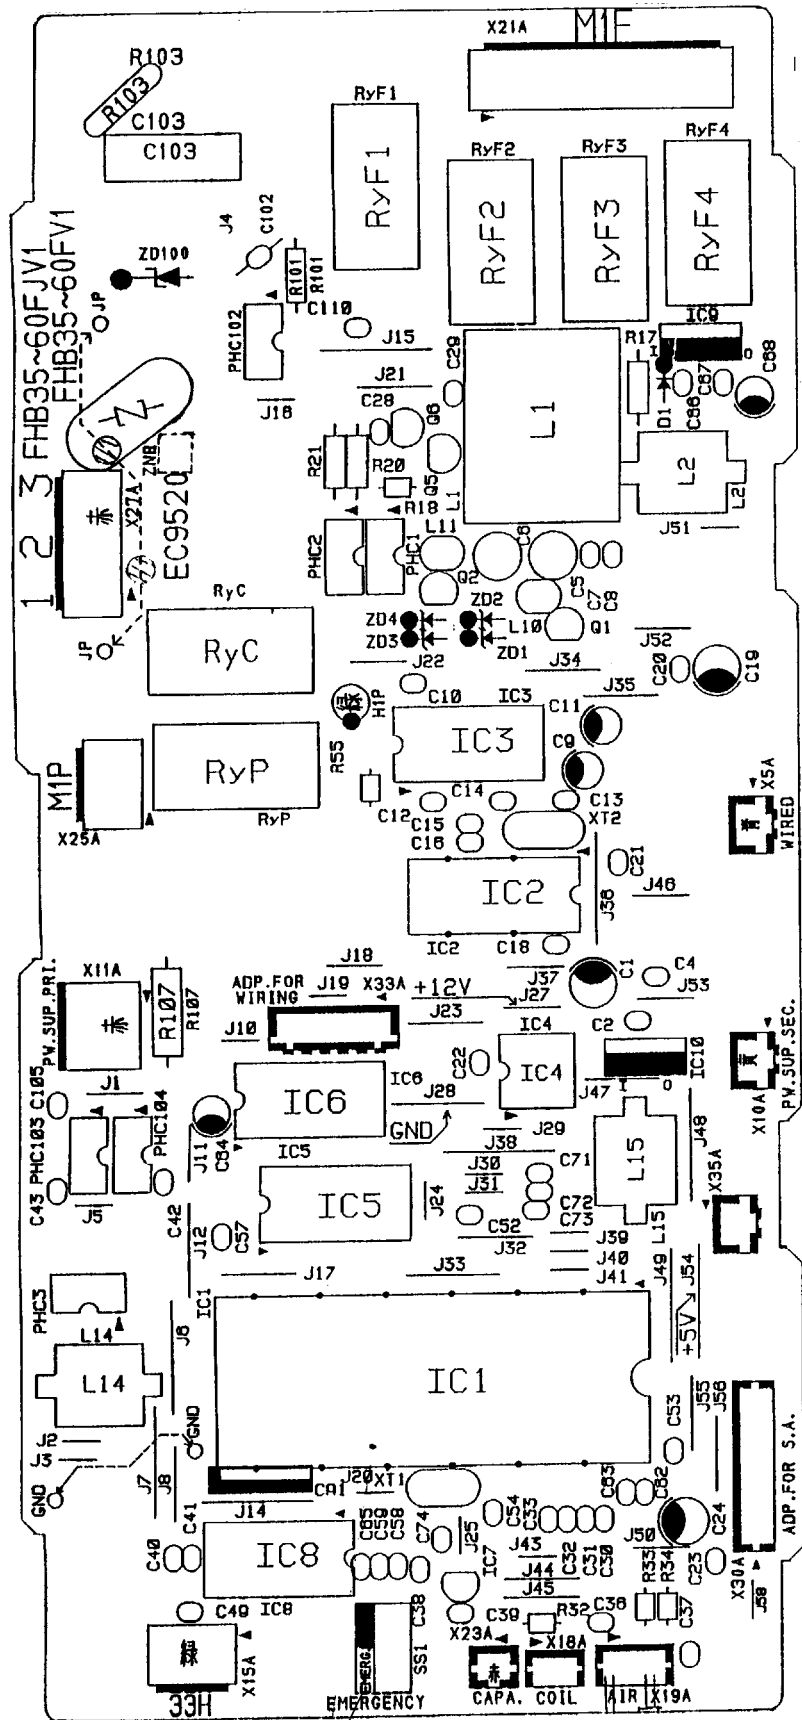 X21A
M1F
R103
R103
C103
C103
RyF1
RyF1
RyF2
RyF2
RyF3
RyF3
RyF4
RyF4
J4
C102
ZD100
R101
R101
C110
PHC102
JP
FHB35~60FJV1
FHB35~60FV1
J15
J21
J16
C29
C28
Q6
Q5
R21
R20
R18
L1
L1
R17
IC9
I
O
D1
C66
C67
C68
L2
L2
J51
ZNB
X27A
赤
1 2 3
EC9520
PHC2
PHC1
L11
Q2
C6
C5
C7
C8
ZD4
ZD3
ZD2
ZD1
L10
Q1
J52
RyC
RyC
JP
J22
J34
J35
C20
C19
H1P
緑
C10
IC3
IC3
C11
C9
R55
M1P
X25A
RyP
RyP
C12
C14
C13
C15
C16
XT2
X5A
WIRED
IC2
IC2
C21
J36
J46
C18
J18
J19
J37
C1
C4
J53
X11A
赤
PW.SUP.PRI.
R107
R107
ADP.FOR
WIRING
X33A
+12V
J27
J23
J10
C2
IC4
IC4
C22
IC10
J47
I
O
X10A
PW.SUP.SEC.
C105
J1
PHC103
PHC104
C43
J5
C42
IC6
IC6
J28
GND
J29
J11
C64
IC5
IC5
J24
J38
J30
J31
C71
C72
C73
C52
J32
L15
L15
J48
X35A
J12
C57
J39
J40
J41
J17
J33
J49
J54
+5V
PHC3
L14
L14
J6
IC1
IC1
J2
J3
GND
GND
J7
J8
C53
J55
J56
CA1
J20
XT1
J14
C41
C40
IC8
IC8
C65
C59
C58
C74
J25
C54
C33
C63
C62
C24
J43
J44
J45
IC7
C32
C31
C30
J50
R33
R34
C23
X30A
ADP.FOR S.A.
J58
C49
C38
C39
R32
C36
C37
緑
X15A
H33
EMERG.
SS1
EMERGENCY
X23A
赤
CAPA.
X18A
COIL
AIR
X19A